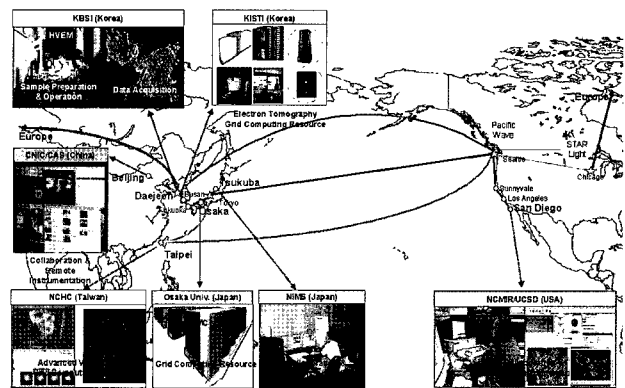 KBSI (Korea)
KISTI (Korea)
HVEM
Sample Preparation
& Operation
Data Acquisition
Electron Tomography
Grid Computing Resource
Europe
Europe
CNIC/CAS (China)
Beijing
Pacific
Wave
STAR
Light
Seattle
Chicago
Daejeon
Busan
Tsukuba
Fukuoka
Osaka
Tokyo
Sunnyvale
Los Angeles
San Diego
Taipei
Collaboration &
Remote
Instrumentation
NCHC (Taiwan)
Osaka Univ. (Japan)
NIMS (Japan)
NCMIR/UCSD (USA)
Advanced
Grid Computing Resource